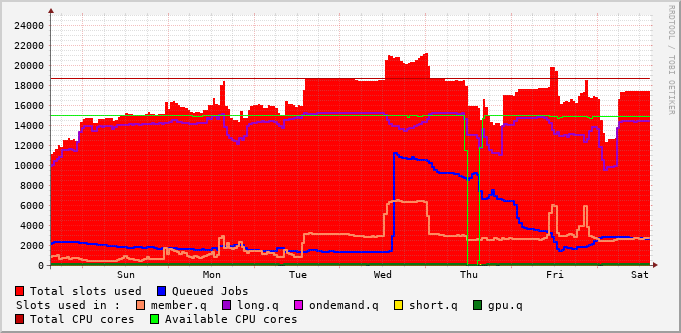 RRDTOOL / TOBI OETIKER
24000
22000
20000
18000
16000
14000
12000
10000
8000
6000
4000
2000
0
Sun Mon Tue Wed Thu Fri Sat
Total slots used Queued Jobs
Slots used in : member.q long.q ondemand.q short.q gpu.q
Total CPU cores Available CPU cores